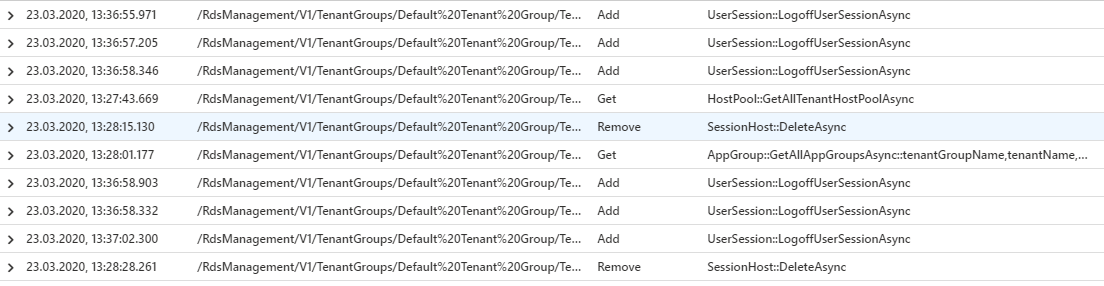 23.03.2020, 13:36:55.971 /RdsManagement/V1/TenantGroups/Default%20Tenant%20Group/Te... Add UserSession::LogoffUserSessionAsync
23.03.2020, 13:36:57.205 /RdsManagement/V1/TenantGroups/Default%20Tenant%20Group/Te... Add UserSession::LogoffUserSessionAsync
23.03.2020, 13:36:58.346 /RdsManagement/V1/TenantGroups/Default%20Tenant%20Group/Te... Add UserSession::LogoffUserSessionAsync
23.03.2020, 13:27:43.669 /RdsManagement/V1/TenantGroups/Default%20Tenant%20Group/Te... Get HostPool::GetAllTenantHostPoolAsync
23.03.2020, 13:28:15.130 /RdsManagement/V1/TenantGroups/Default%20Tenant%20Group/Te... Remove SessionHost::DeleteAsync
23.03.2020, 13:28:01.177 /RdsManagement/V1/TenantGroups/Default%20Tenant%20Group/Te... Get AppGroup::GetAllAppGroupsAsync::tenantGroupName,tenantName,...
23.03.2020, 13:36:58.903 /RdsManagement/V1/TenantGroups/Default%20Tenant%20Group/Te... Add UserSession::LogoffUserSessionAsync
23.03.2020, 13:36:58.332 /RdsManagement/V1/TenantGroups/Default%20Tenant%20Group/Te... Add UserSession::LogoffUserSessionAsync
23.03.2020, 13:37:02.300 /RdsManagement/V1/TenantGroups/Default%20Tenant%20Group/Te... Add UserSession::LogoffUserSessionAsync
23.03.2020, 13:28:28.261 /RdsManagement/V1/TenantGroups/Default%20Tenant%20Group/Te... Remove SessionHost::DeleteAsync